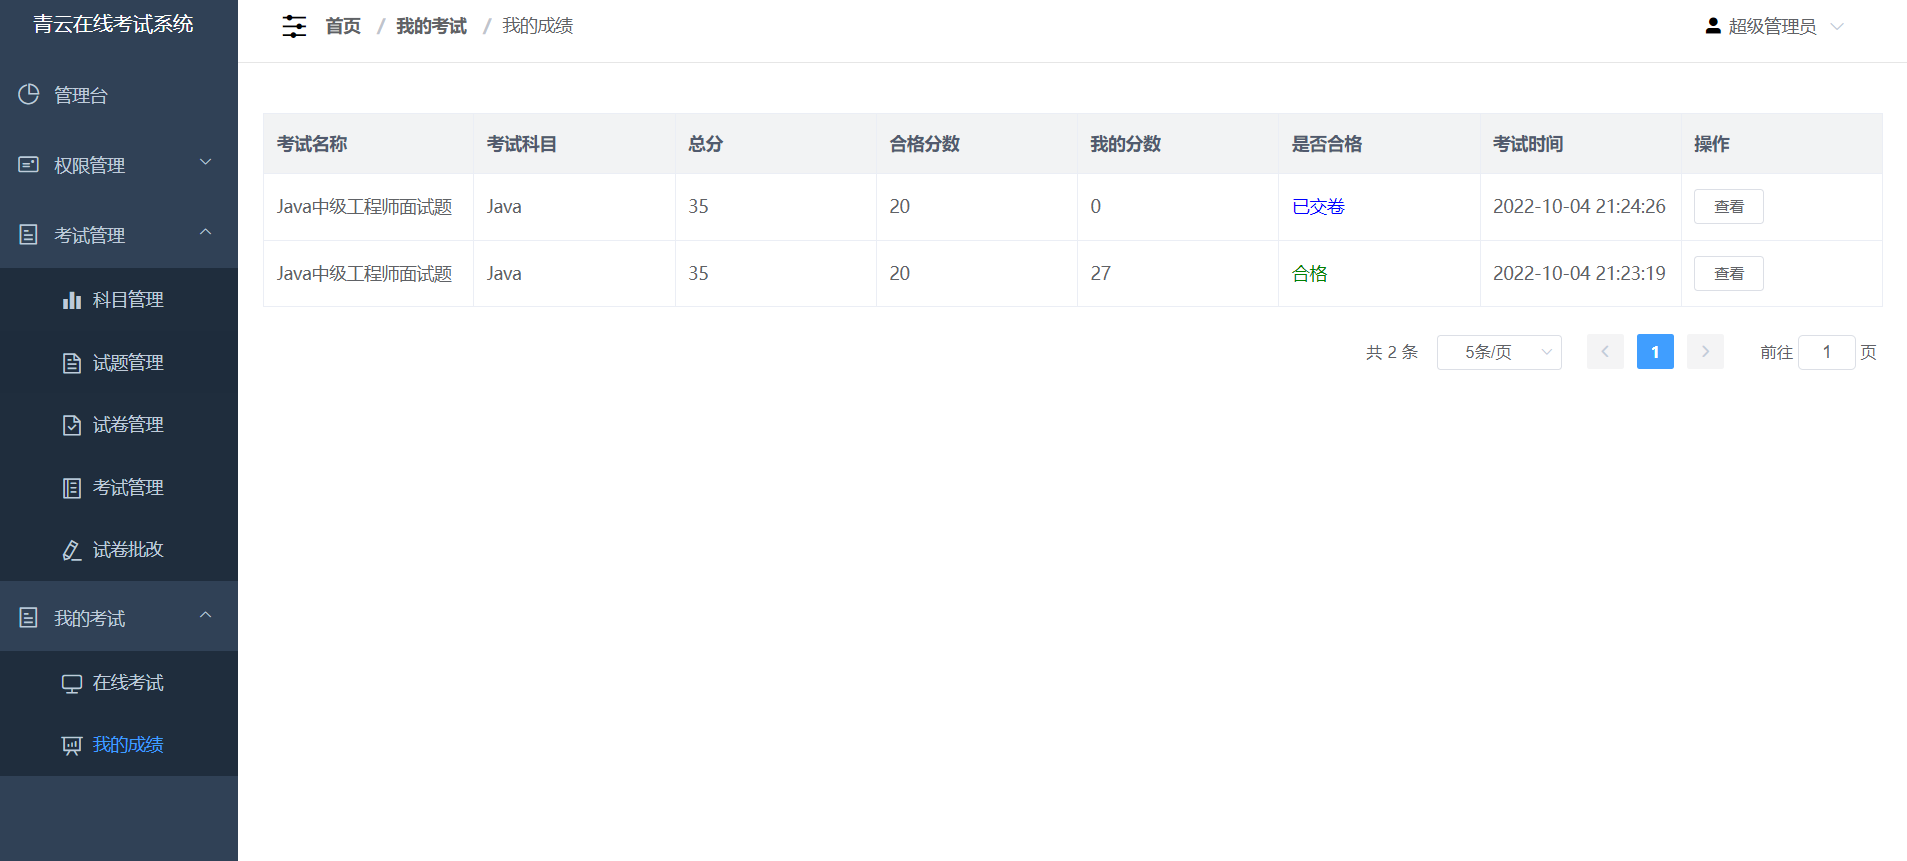 青云在线考试系统
管理台
权限管理
考试管理
科目管理
试题管理
试卷管理
考试管理
试卷批改
我的考试
在线考试
我的成绩
首页 / 我的考试 / 我的成绩
超级管理员
考试名称 考试科目 总分 合格分数 我的分数 是否合格 考试时间 操作
Java中级工程师面试题 Java 35 20 0 已交卷 2022-10-04 21:24:26 查看
Java中级工程师面试题 Java 35 20 27 合格 2022-10-04 21:23:19 查看
共 2 条 5条/页 1 前往 1 页